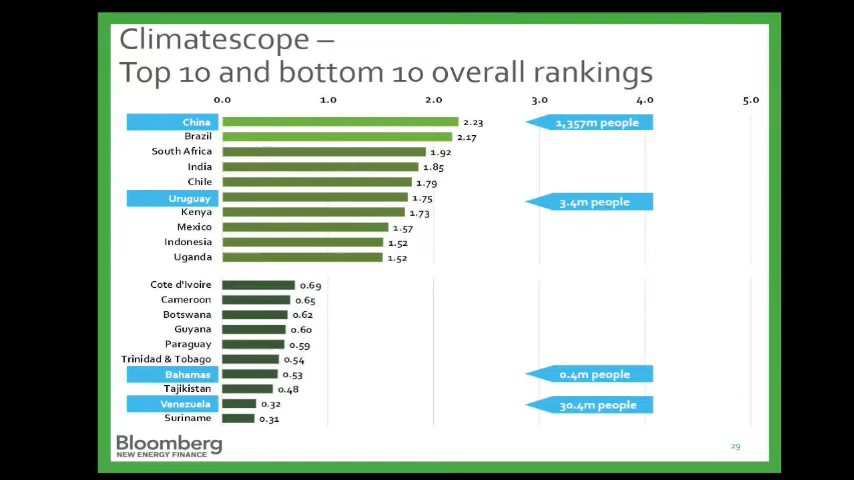 Climatescope –
Top 10 and bottom 10 overall rankings
0.0 1.0 2.0 3.0 4.0 5.0
China 2.23 1,357m people
Brazil 2.17
South Africa 1.92
India 1.85
Chile 1.79
Uruguay 1.75 3.4m people
Kenya 1.73
Mexico 1.57
Indonesia 1.52
Uganda 1.52
Cote d'Ivoire 0.69
Cameroon 0.65
Botswana 0.62
Guyana 0.60
Paraguay 0.59
Trinidad & Tobago 0.54
Bahamas 0.53 0.4m people
Tajikistan 0.48
Venezuela 0.32 30.4m people
Suriname 0.31
Bloomberg
NEW ENERGY FINANCE
29